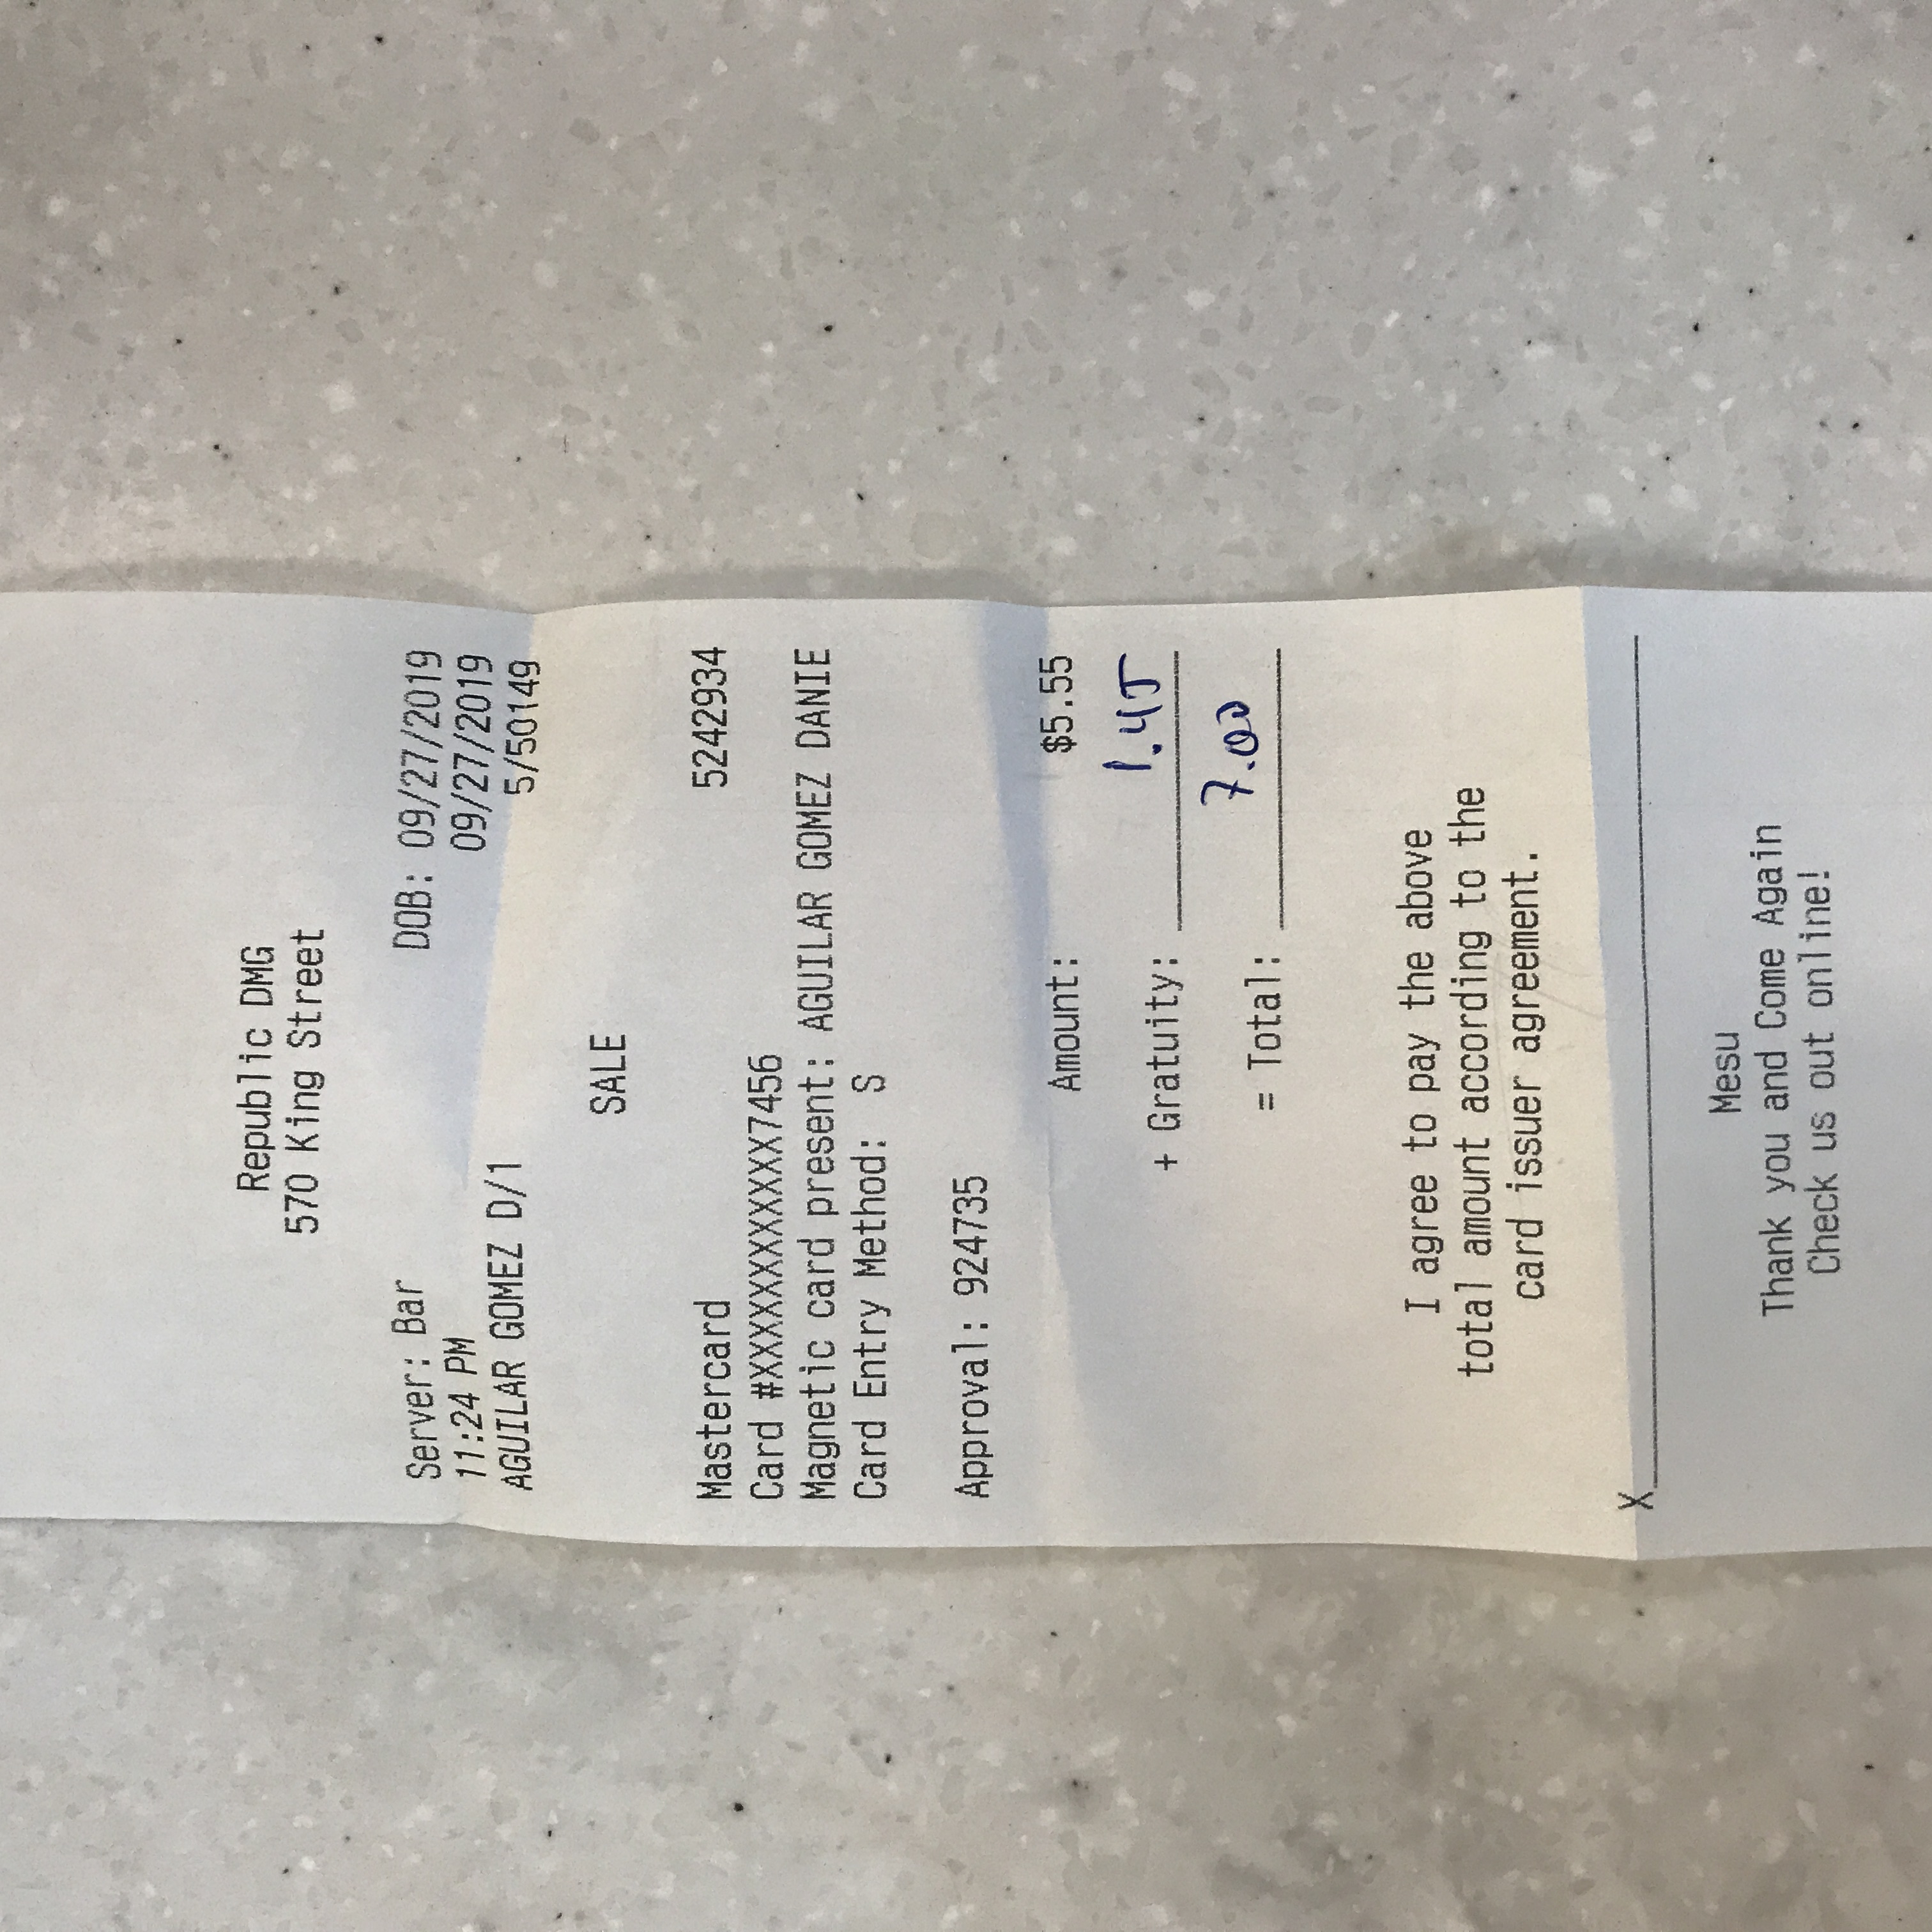 Republic DMG
570 King Street
Server: Bar DOB: 09/27/2019
11:24 PM 09/27/2019
AGUILAR GOMEZ D/1 5/50149
SALE
Mastercard 5242934
Card #XXXXXXXXXXXX7456
Magnetic card present: AGUILAR GOMEZ DANIE
Card Entry Method: S
Approval: 924735
Amount: $5.55
+ Gratuity: 1.45
= Total: 7.00
I agree to pay the above
total amount according to the
card issuer agreement.
X
Mesu
Thank you and Come Again
Check us out online!